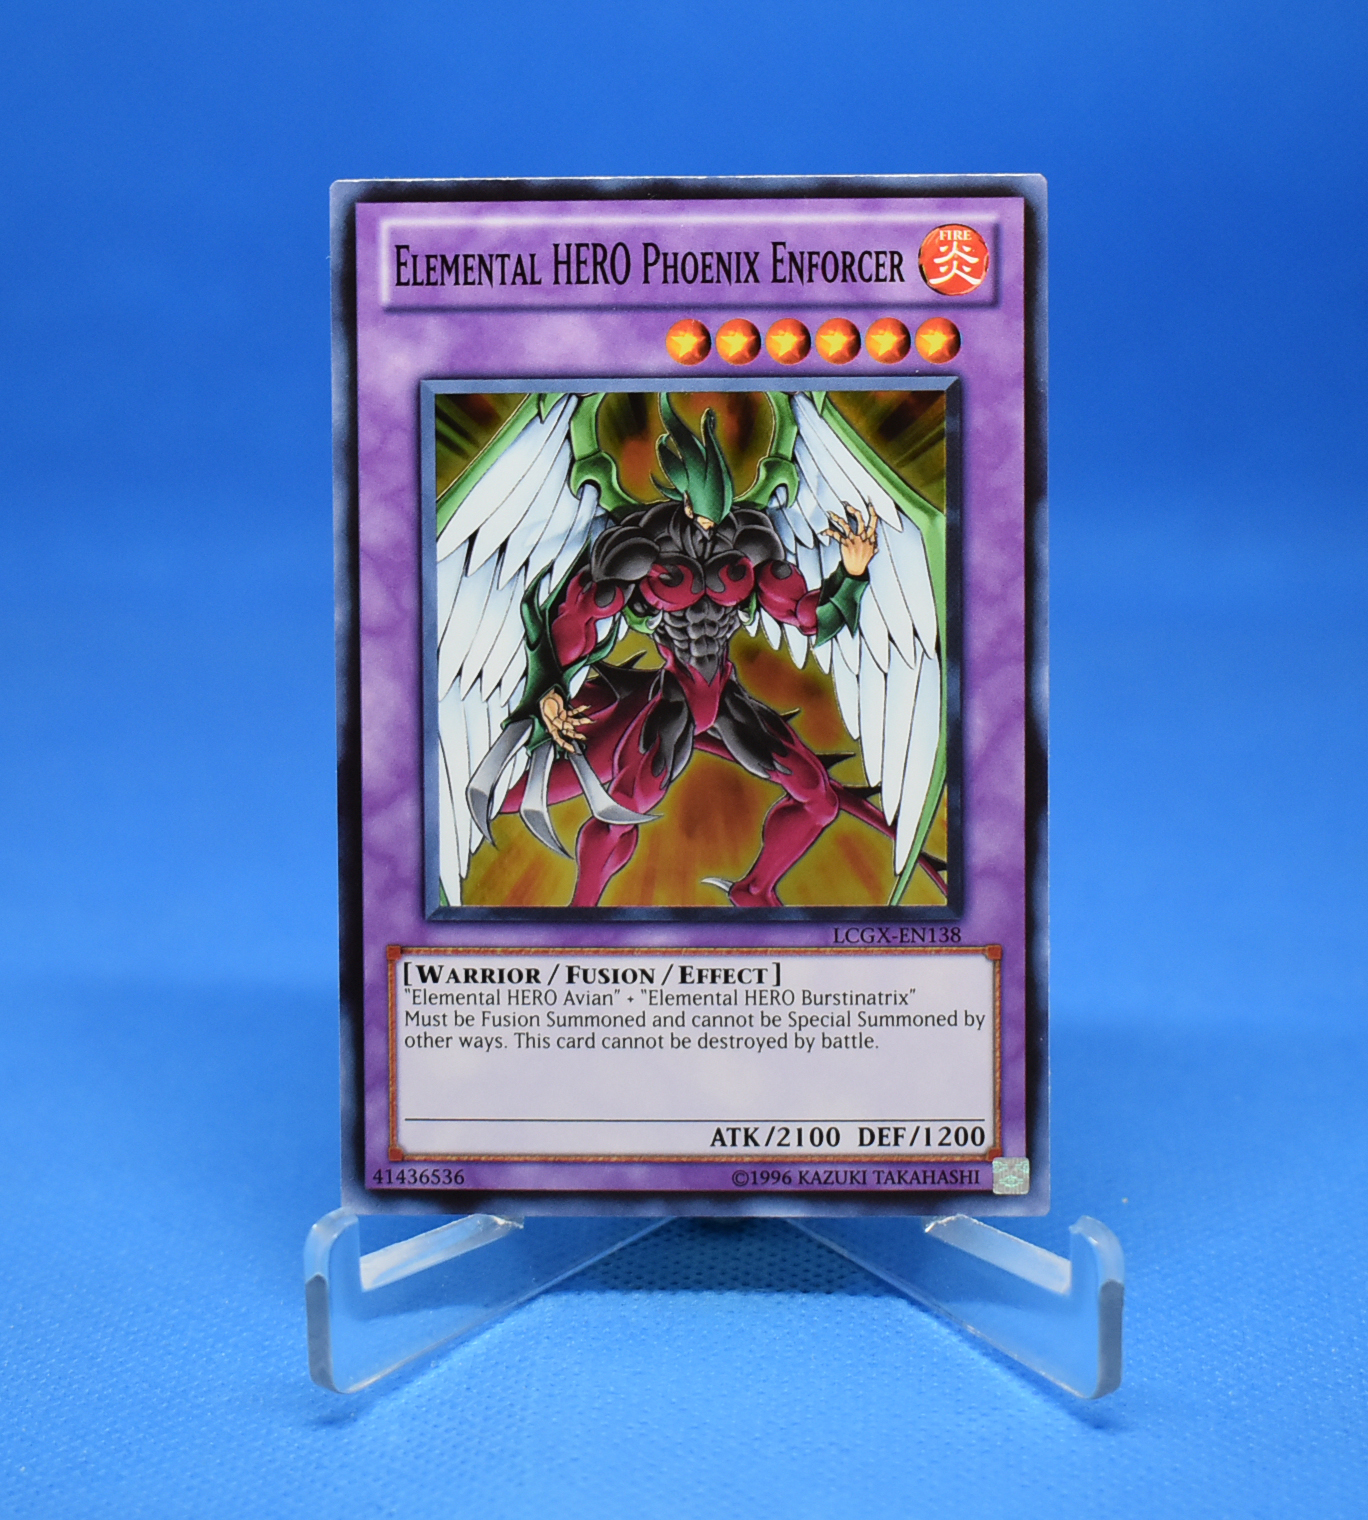 Elemental HERO Phoenix Enforcer
FIRE
炎
LCGX-EN138
[Warrior / Fusion / Effect]
"Elemental HERO Avian" + "Elemental HERO Burstinatrix"
Must be Fusion Summoned and cannot be Special Summoned by
other ways. This card cannot be destroyed by battle.
ATK/2100 DEF/1200
41436536
©1996 KAZUKI TAKAHASHI